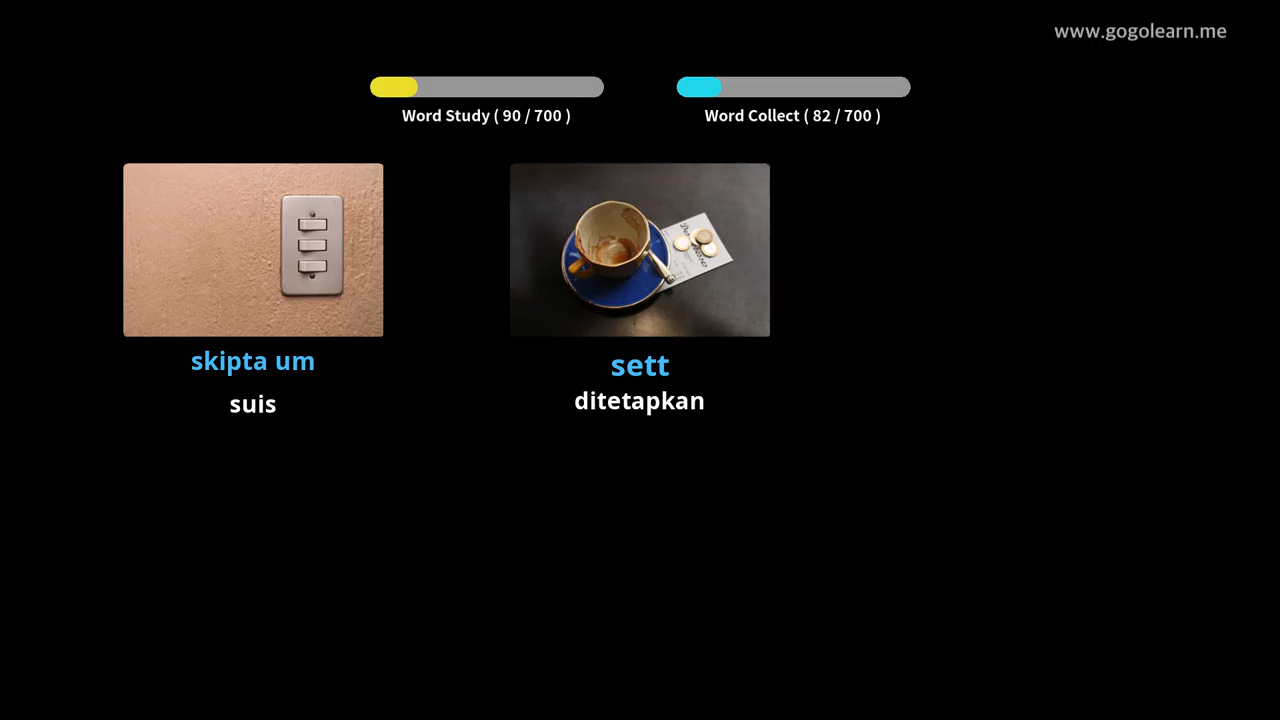 www.gogolearn.me
Word Study ( 90 / 700 )
Word Collect ( 82 / 700 )
skipta um
suis
sett
ditetapkan